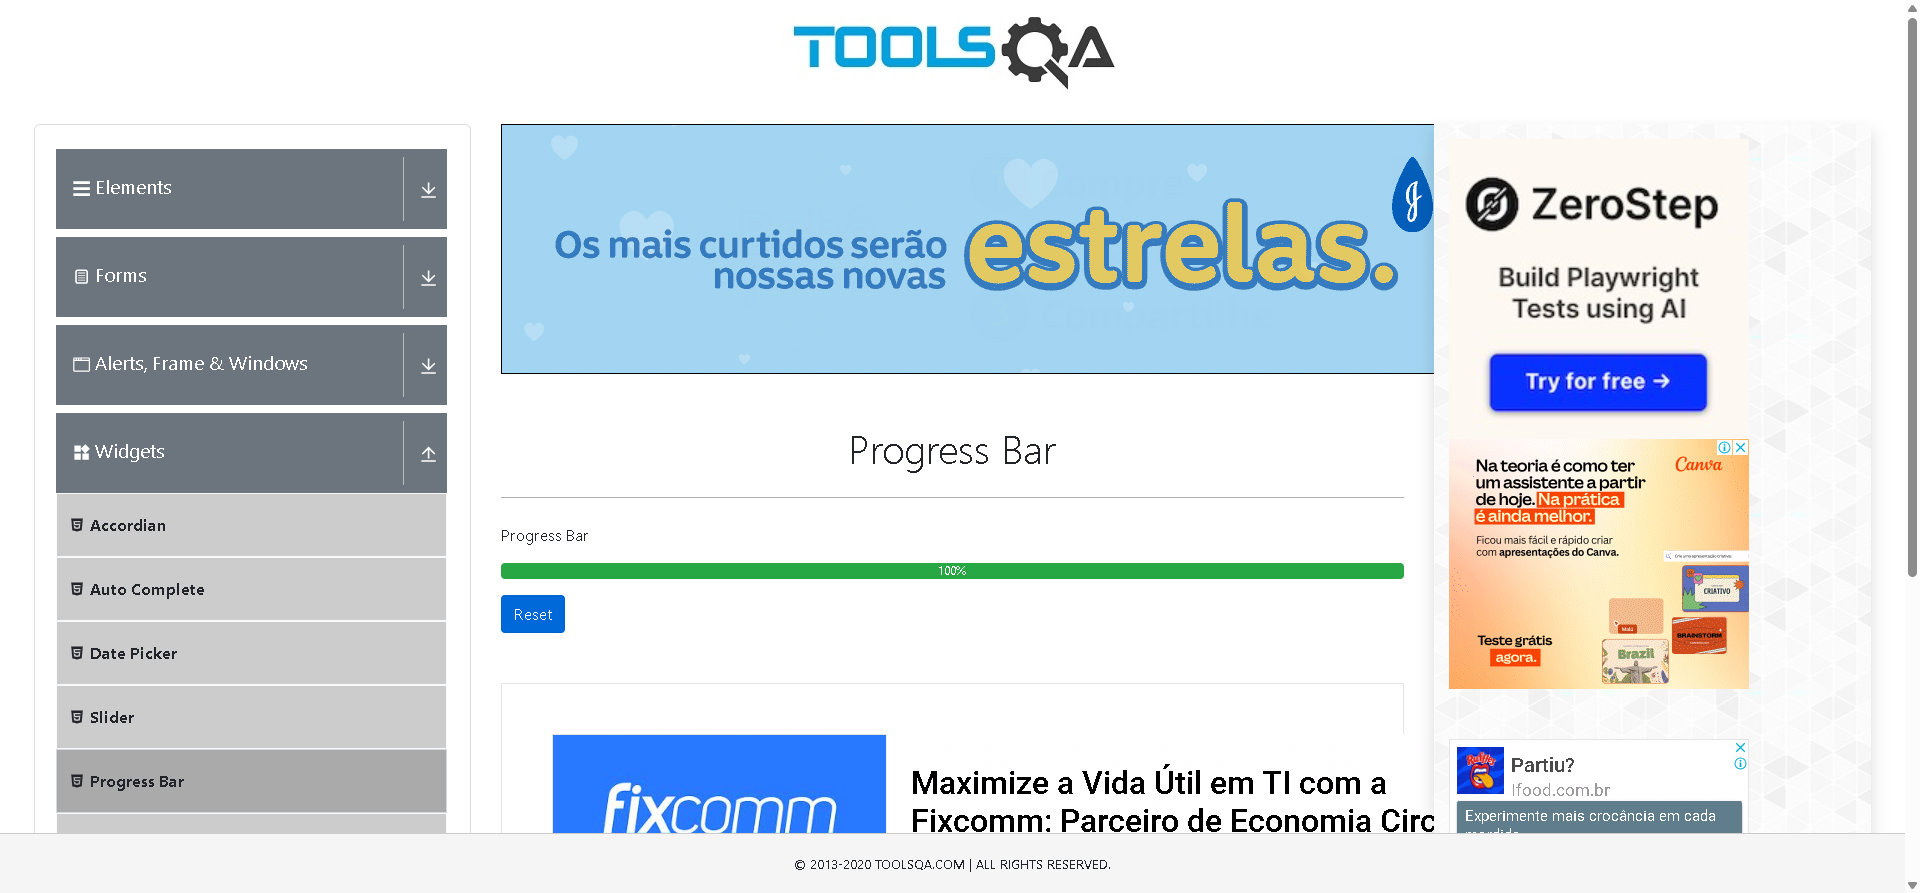 TOOLSQA
Elements
Forms
Alerts, Frame & Windows
Widgets
Accordian
Auto Complete
Date Picker
Slider
Progress Bar
Os mais curtidos serão
nossas novas
estrelas.
Progress Bar
Progress Bar
100%
Reset
fixcomm
Maximize a Vida Útil em TI com a
Fixcomm: Parceiro de Economia Circ
ZeroStep
Build Playwright
Tests using AI
Try for free →
Na teoria é como ter
um assistente a partir
de hoje. Na prática
é ainda melhor.
Canva
Ficou mais fácil e rápido criar
com apresentações do Canva.
CRIATIVO
BRAINSTORM
Brazil
Teste grátis
agora.
Ruffles
Partiu?
Ifood.com.br
Experimente mais crocância em cada
© 2013-2020 TOOLSQA.COM | ALL RIGHTS RESERVED.